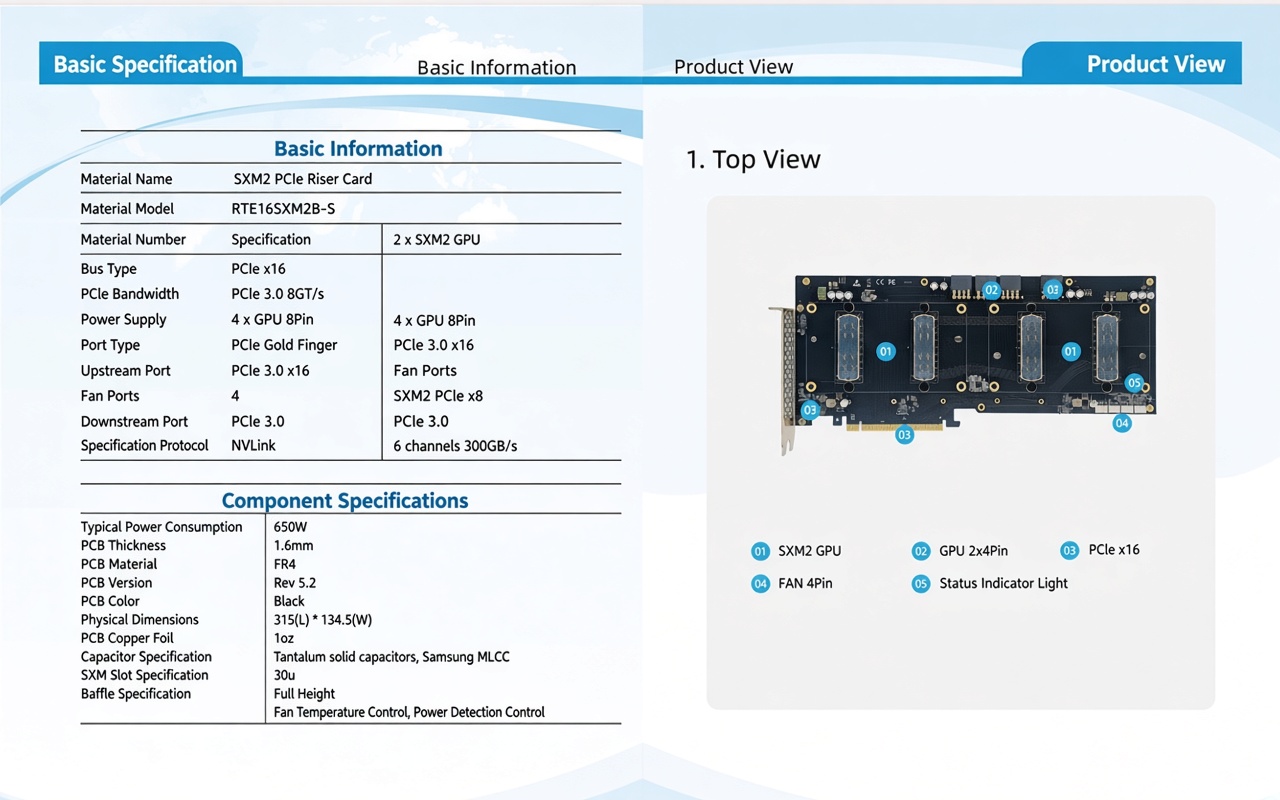 Basic Specification
Basic Information
Basic Information
Material Name SXM2 PCIe Riser Card
Material Model RTE16SXM2B-S
Material Number Specification 2 x SXM2 GPU
Bus Type PCIe x16
PCIe Bandwidth PCIe 3.0 8GT/s
Power Supply 4 x GPU 8Pin 4 x GPU 8Pin
Port Type PCIe Gold Finger PCIe 3.0 x16
Upstream Port PCIe 3.0 x16 Fan Ports
Fan Ports 4 SXM2 PCIe x8
Downstream Port PCIe 3.0 PCIe 3.0
Specification Protocol NVLink 6 channels 300GB/s
Component Specifications
Typical Power Consumption 650W
PCB Thickness 1.6mm
PCB Material FR4
PCB Version Rev 5.2
PCB Color Black
Physical Dimensions 315(L) * 134.5(W)
PCB Copper Foil 1oz
Capacitor Specification Tantalum solid capacitors, Samsung MLCC
SXM Slot Specification 30u
Baffle Specification Full Height
Fan Temperature Control, Power Detection Control
Product View
Product View
1. Top View
CE
02
03
01
01
05
03
04
03
01 SXM2 GPU 02 GPU 2x4Pin 03 PCIe x16
04 FAN 4Pin 05 Status Indicator Light